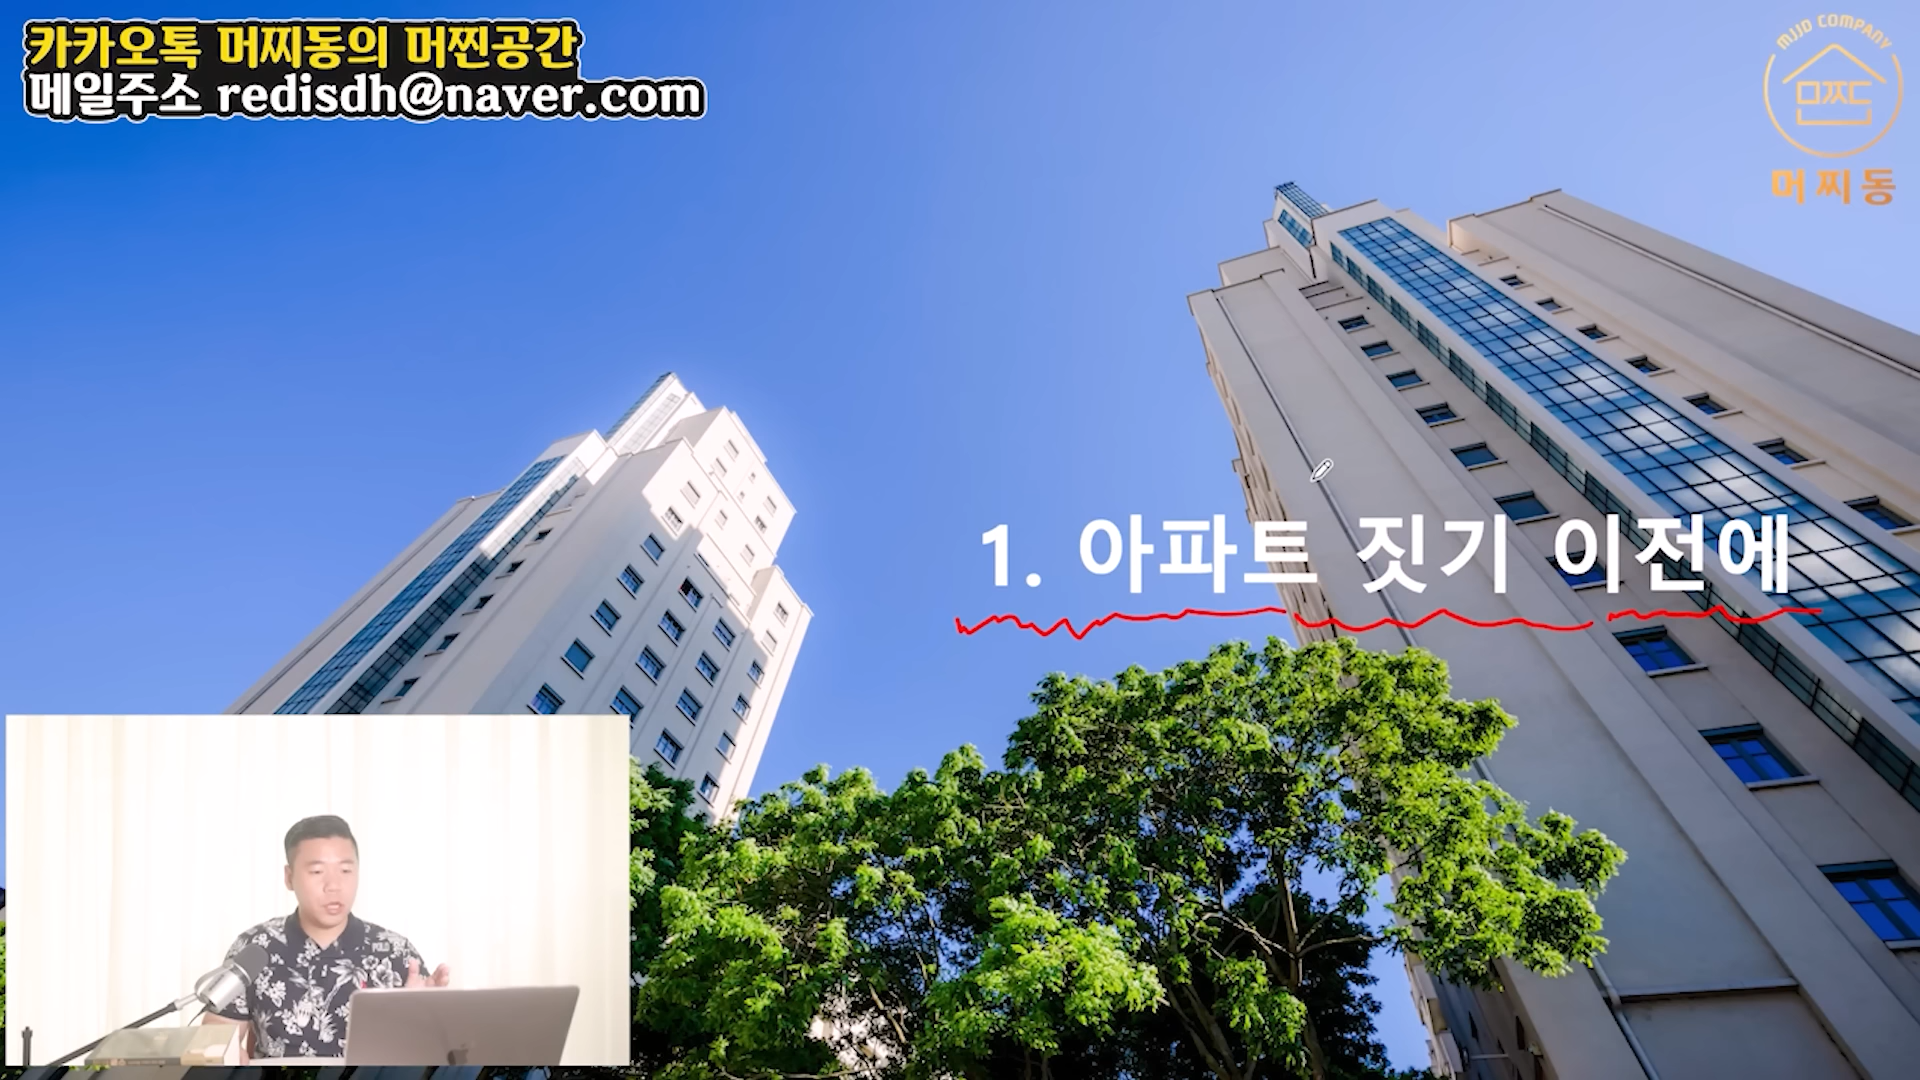 카카오톡 머찌동의 머찐공간
메일주소 redisdh@naver.com
MJJD COMPANY
머찌동
1. 아파트 짓기 이전에
POLO